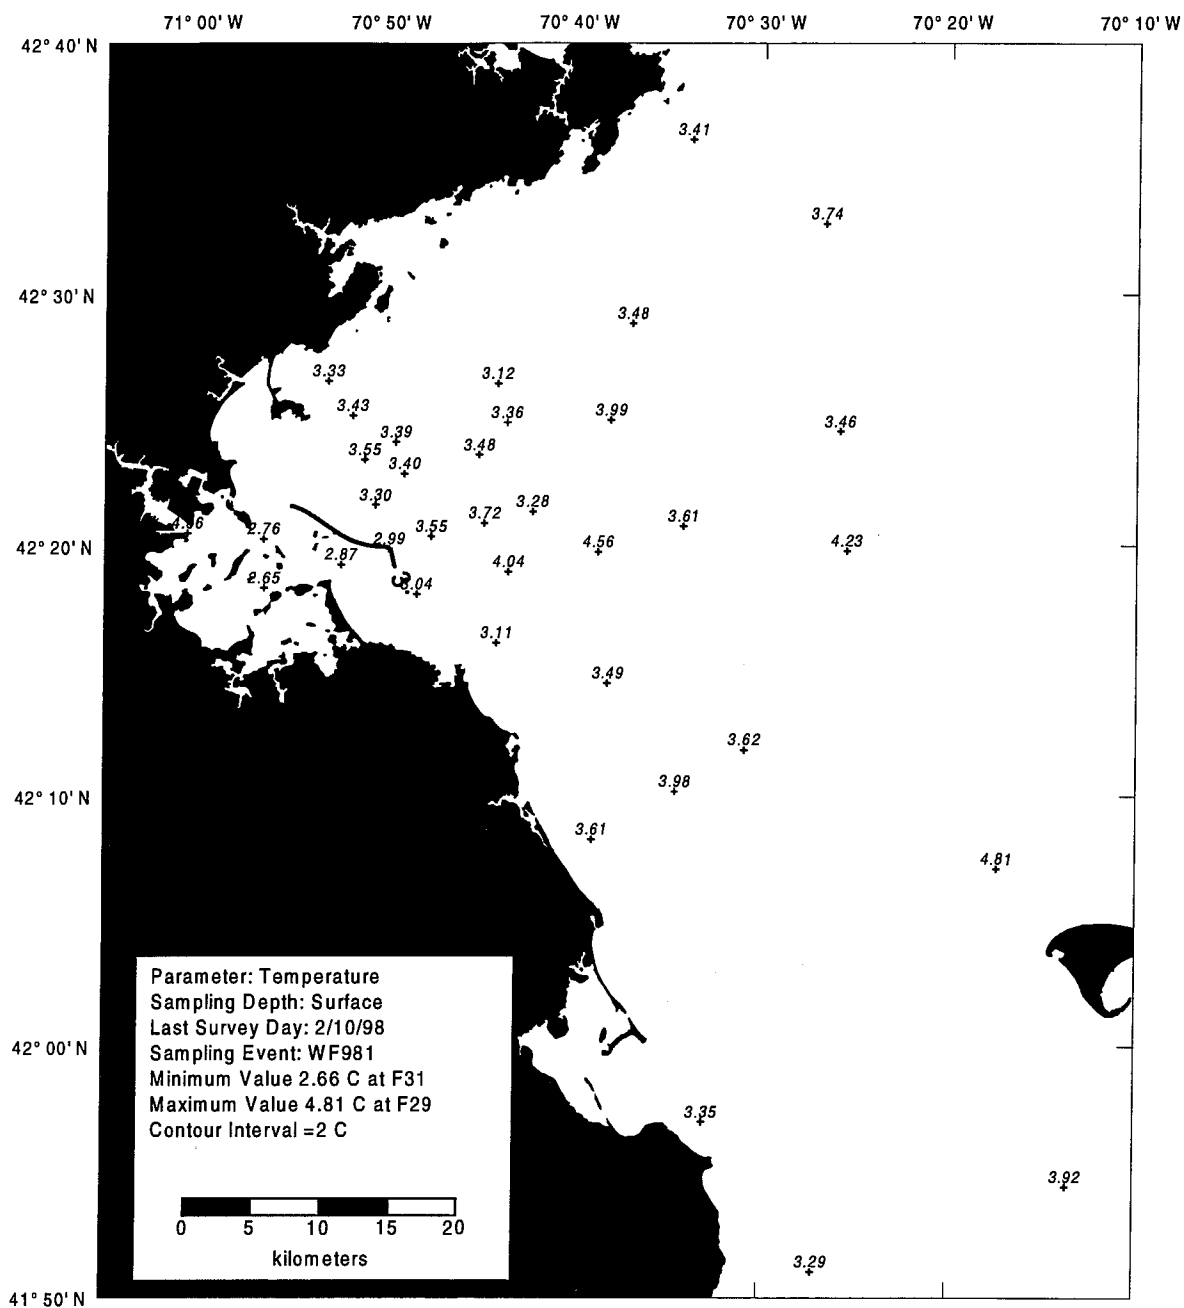 71° 00' W 70° 50' W 70° 40' W 70° 30' W 70° 20' W 70° 10' W
42° 40' N
3.41
3.74
42° 30' N
3.48
3.33
3.12
3.43
3.36
3.99
3.46
3.39
3.48
3.55
3.40
3.30
3.28
3.72
3.61
3.55
2.76
2.99
4.56
4.23
42° 20' N
2.87
4.04
2.65
3
3.11
3.49
3.62
3.98
42° 10' N
3.61
4.81
Parameter: Temperature
Sampling Depth: Surface
Last Survey Day: 2/10/98
Sampling Event: WF981
Minimum Value 2.66 C at F31
Maximum Value 4.81 C at F29
Contour Interval =2 C
42° 00' N
3.35
3.92
0 5 10 15 20
kilometers
3.29
41° 50' N